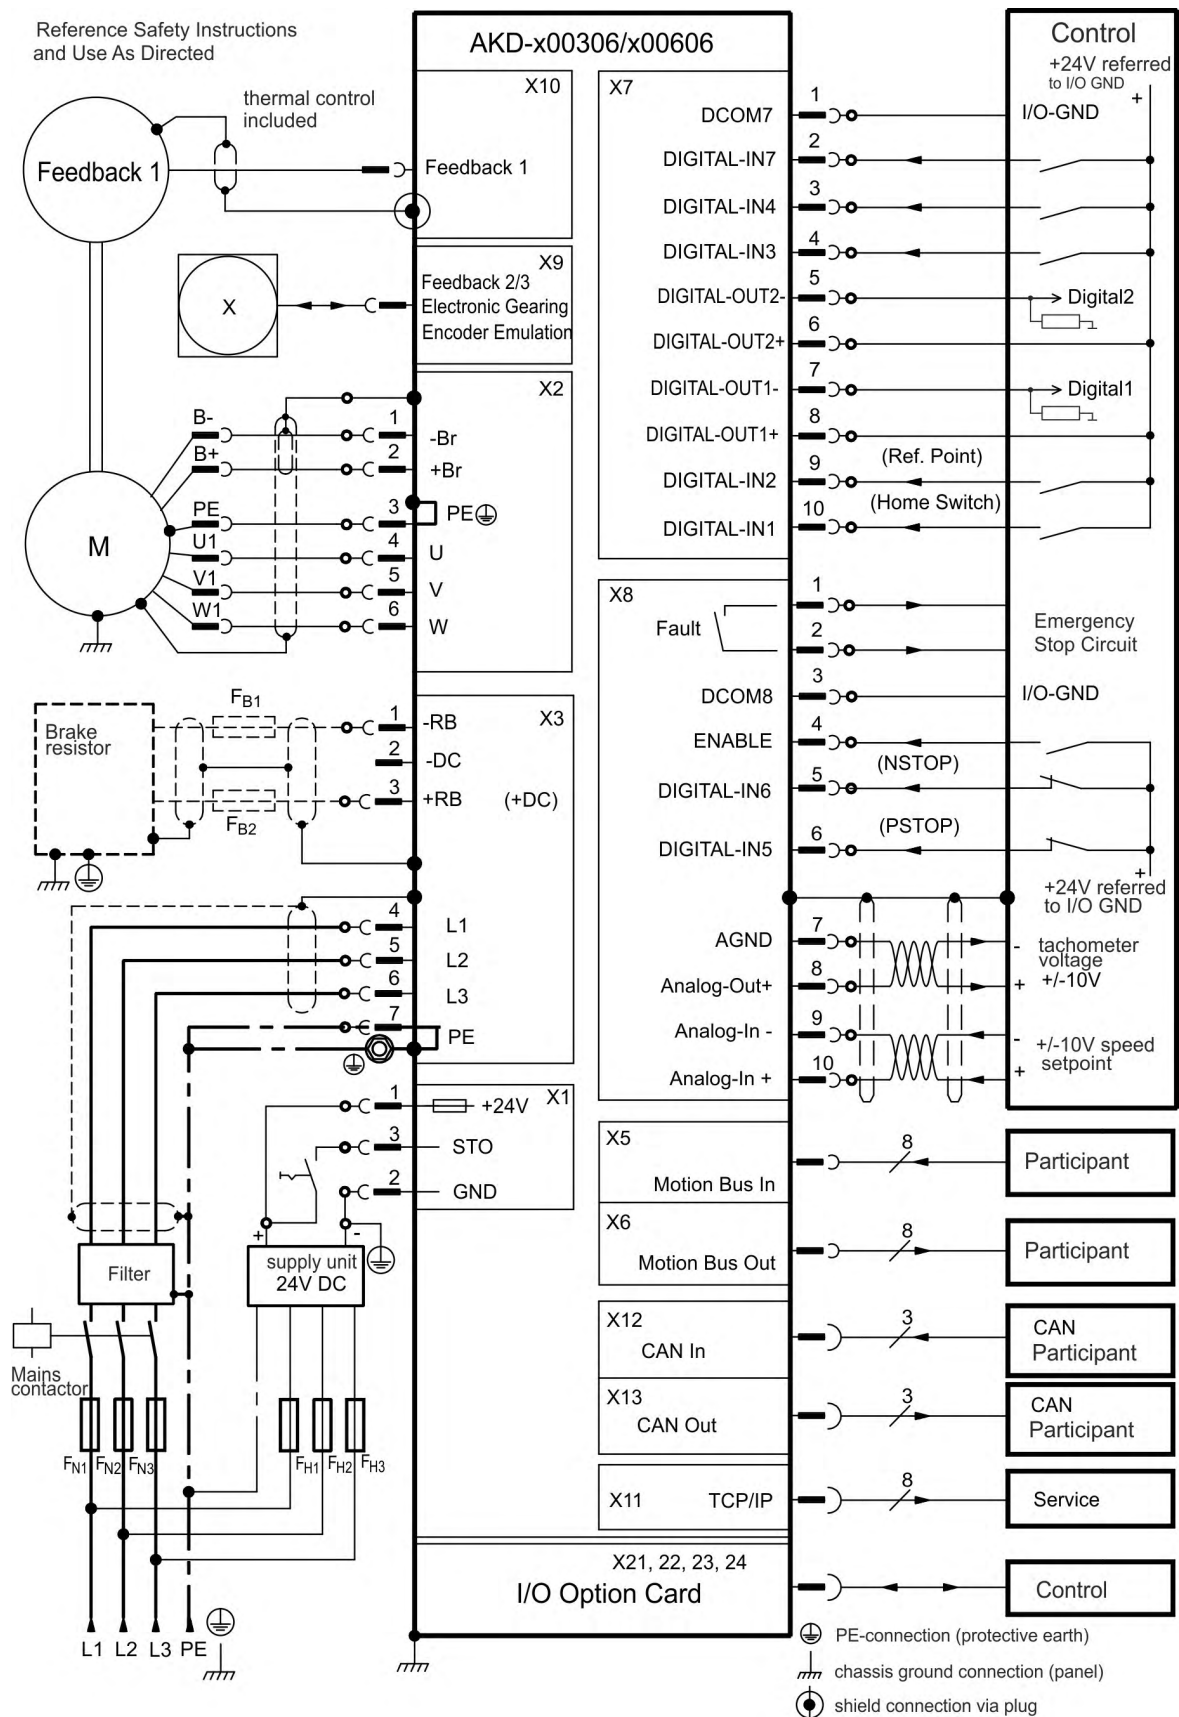 Reference Safety Instructions
and Use As Directed
AKD-x00306/x00606
Control
+24V referred
to I/O GND
+
thermal control
included
Feedback 1
X10
Feedback 1
X
X9
Feedback 2/3
Electronic Gearing
Encoder Emulation
X2
B-
1
-Br
B+
2
+Br
PE
3
PE
U1
4
U
V1
5
V
W1
6
W
M
Brake
resistor
FB1
FB2
X3
1
-RB
2
-DC
3
+RB
(+DC)
4
L1
5
L2
6
L3
7
PE
X1
1
+24V
3
STO
2
GND
+
-
supply unit
24V DC
Filter
Mains
contactor
FN1
FN2
FN3
FH1
FH2
FH3
L1
L2
L3
PE
X7
DCOM7
1
I/O-GND
DIGITAL-IN7
2
DIGITAL-IN4
3
DIGITAL-IN3
4
DIGITAL-OUT2-
5
Digital2
DIGITAL-OUT2+
6
DIGITAL-OUT1-
7
Digital1
DIGITAL-OUT1+
8
(Ref. Point)
DIGITAL-IN2
9
(Home Switch)
DIGITAL-IN1
10
X8
Fault
1
2
Emergency
Stop Circuit
DCOM8
3
I/O-GND
ENABLE
4
(NSTOP)
DIGITAL-IN6
5
(PSTOP)
DIGITAL-IN5
6
+
+24V referred
to I/O GND
AGND
7
-
tachometer
voltage
Analog-Out+
8
+
+/-10V
Analog-In -
9
-
+/-10V speed
setpoint
Analog-In +
10
+
X5
Motion Bus In
8
Participant
X6
Motion Bus Out
8
Participant
X12
CAN In
3
CAN
Participant
X13
CAN Out
3
CAN
Participant
X11
TCP/IP
8
Service
X21, 22, 23, 24
I/O Option Card
Control
PE-connection (protective earth)
chassis ground connection (panel)
shield connection via plug